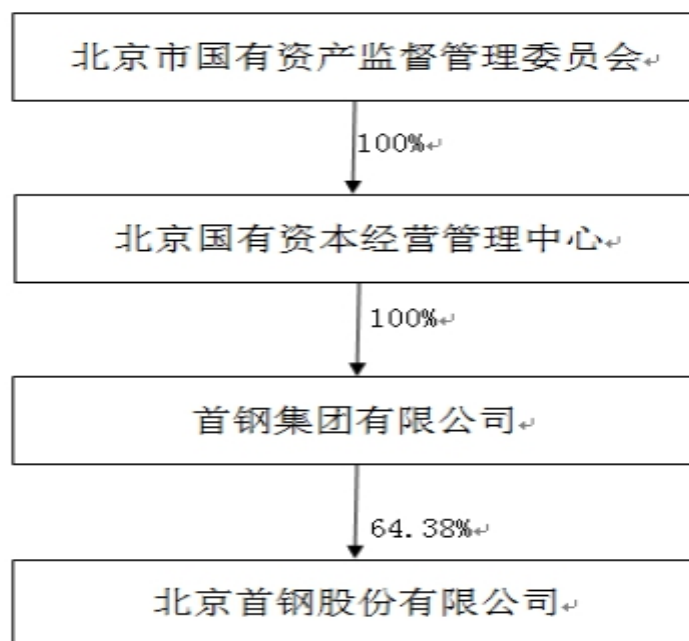 北京市国有资产监督管理委员会
100%
北京国有资本经营管理中心
100%
首钢集团有限公司
64.38%
北京首钢股份有限公司